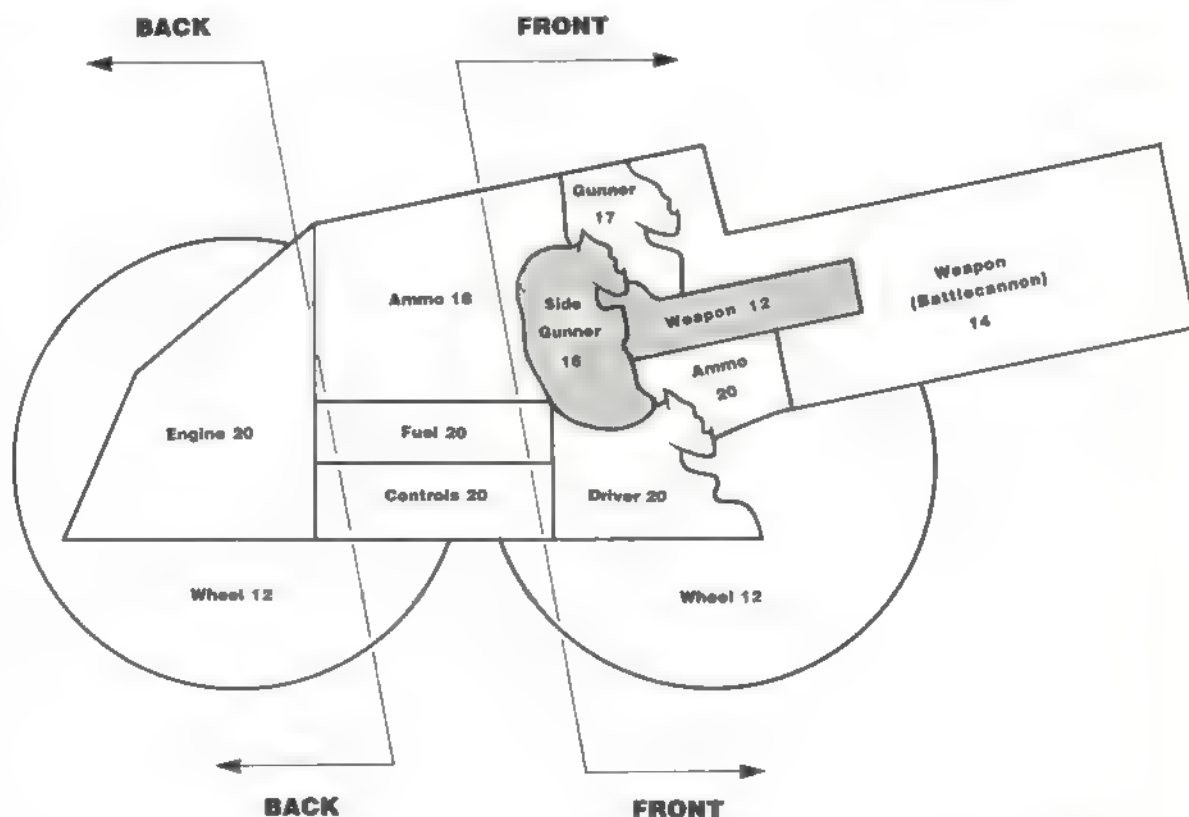 BACK
FRONT
Gunner
17
Weapon
(Battlecannon)
14
Ammo 18
Side
Gunner
16
Weapon 12
Ammo
20
Engine 20
Fuel 20
Controls 20
Driver 20
Wheel 12
Wheel 12
BACK
FRONT